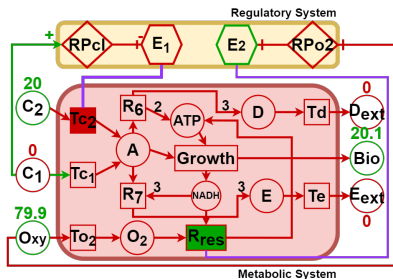 Regulatory System
+
RPcl
-
E1
E2
RPo2
20
C2
Tc2
R6
2
ATP
3
D
Td
0
Dext
20.1
A
Growth
Bio
0
C1
Tc1
R7
3
NADH
3
E
Te
Eext
0
79.9
Oxy
To2
O2
Rres
Metabolic System